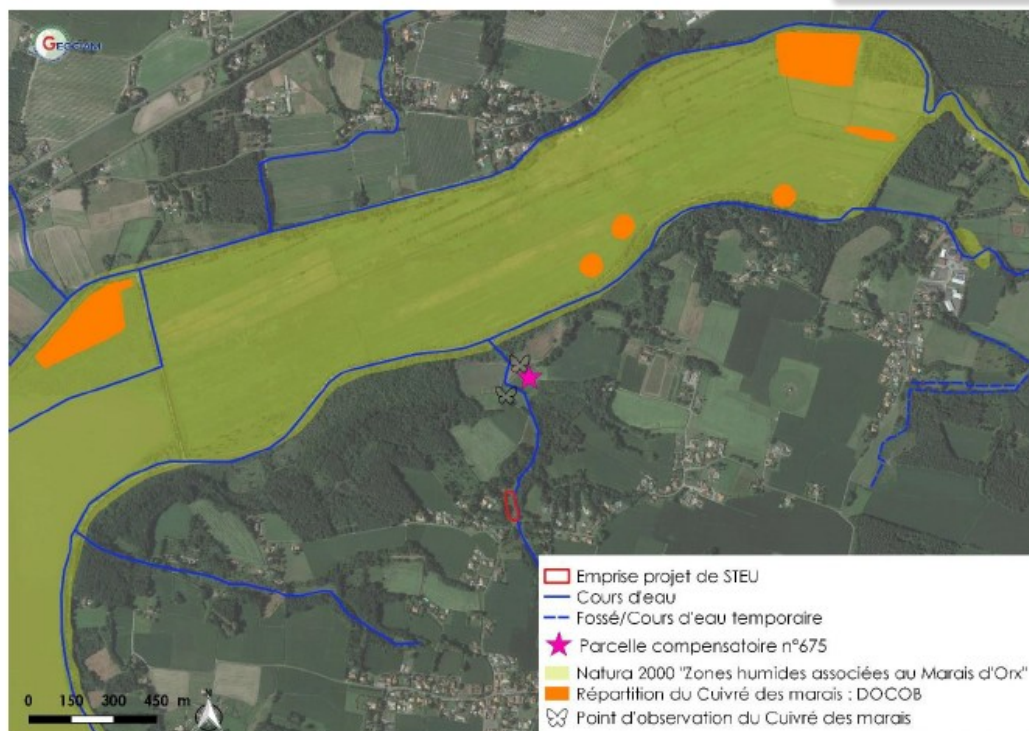 GEOCIAM
Emprise projet de STEU
Cours d'eau
Fossé/Cours d'eau temporaire
Parcelle compensatoire n°675
Natura 2000 "Zones humides associées au Marais d'Orx"
Répartition du Cuivré des marais : DOCOB
Point d'observation du Cuivré des marais
0 150 300 450 m
N